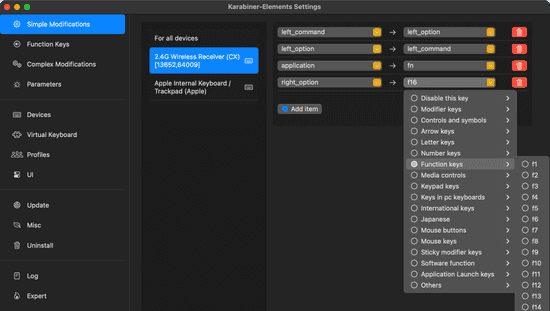 Karabiner-Elements Settings
Simple Modifications
Function Keys
Complex Modifications
Parameters
Devices
Virtual Keyboard
Profiles
UI
Update
Misc
Uninstall
Log
Expert
For all devices
2.4G Wireless Receiver (CX)
[13652,64009]
Apple Internal Keyboard /
Trackpad (Apple)
left_command → left_option
left_option → left_command
application → fn
right_option → f16
Add item
Disable this key
Modifier keys
Controls and symbols
Arrow keys
Letter keys
Number keys
Function keys
Media controls
Keypad keys
Keys in pc keyboards
International keys
Japanese
Mouse buttons
Mouse keys
Sticky modifier keys
Software function
Application Launch keys
Others
f1
f2
f3
f4
f5
f6
f7
f8
f9
f10
f11
f12
f13
f14